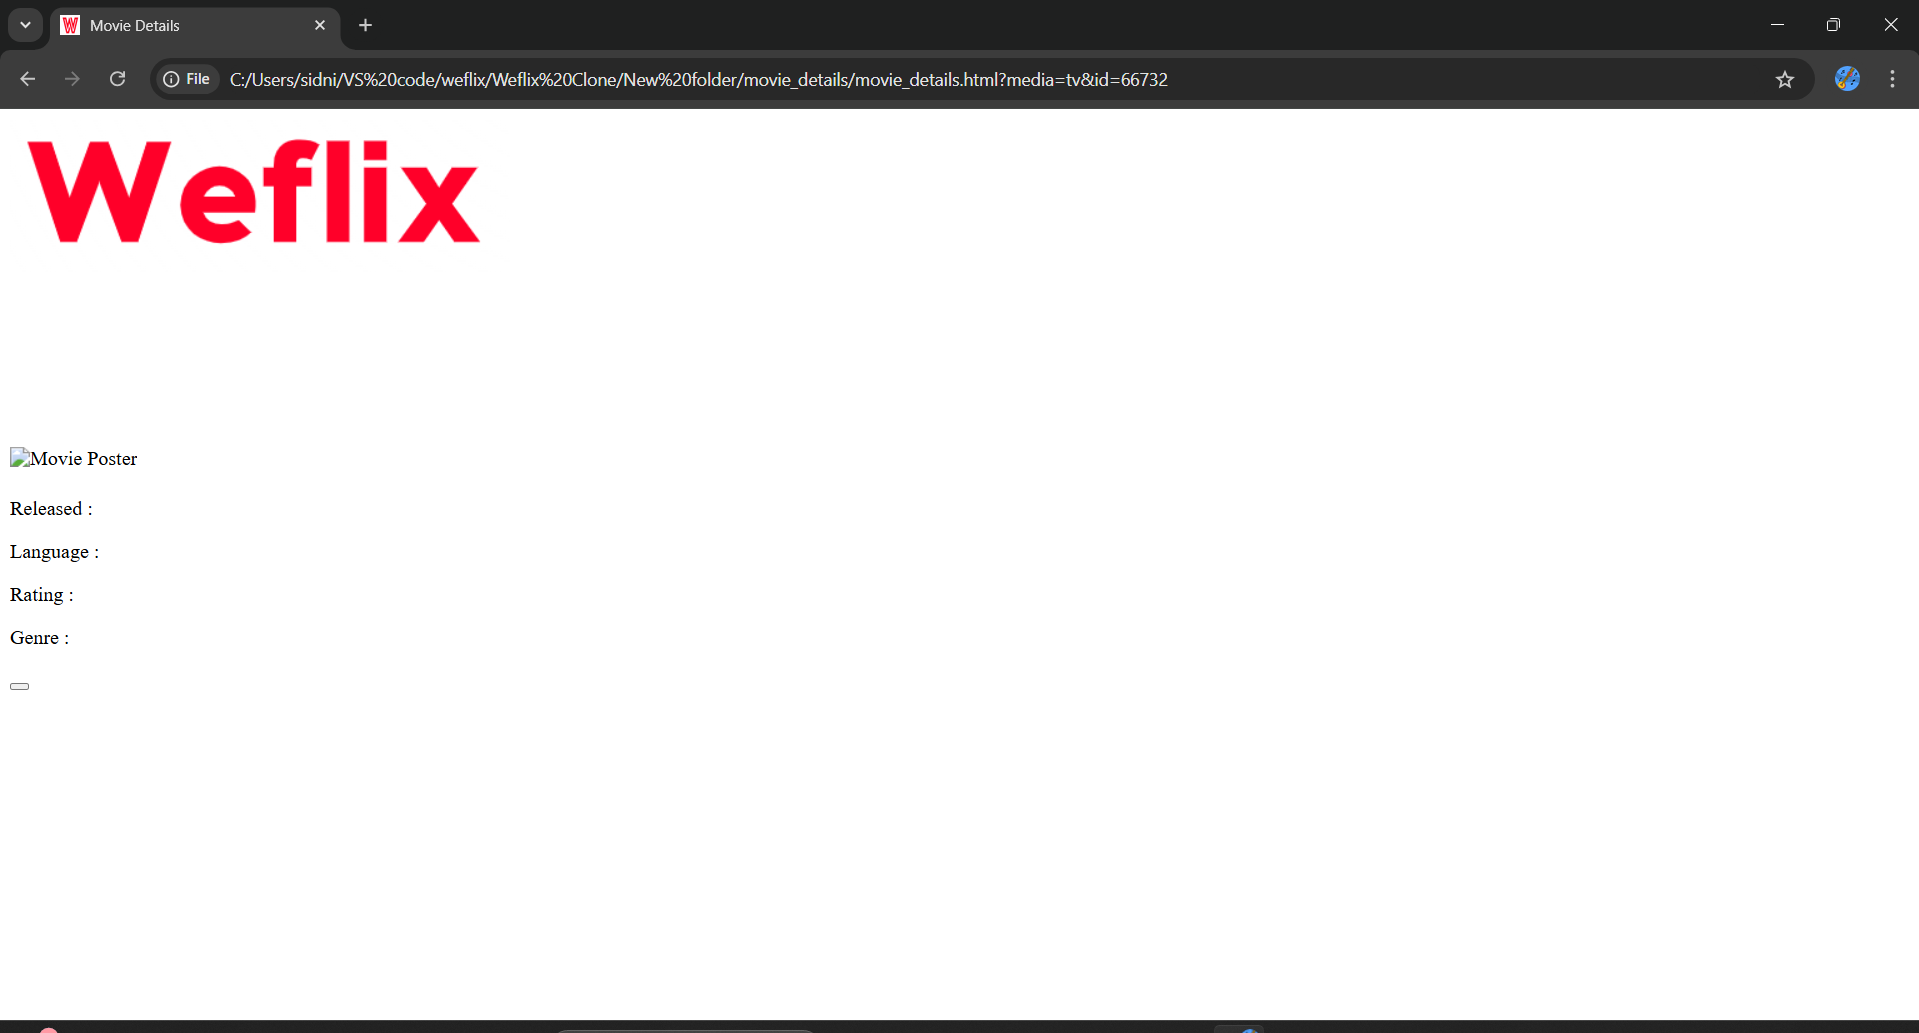 Movie Details
File
C:/Users/sidni/VS%20code/weflix/Weflix%20Clone/New%20folder/movie_details/movie_details.html?media=tv&id=66732
Weflix
Movie Poster
Released :
Language :
Rating :
Genre :